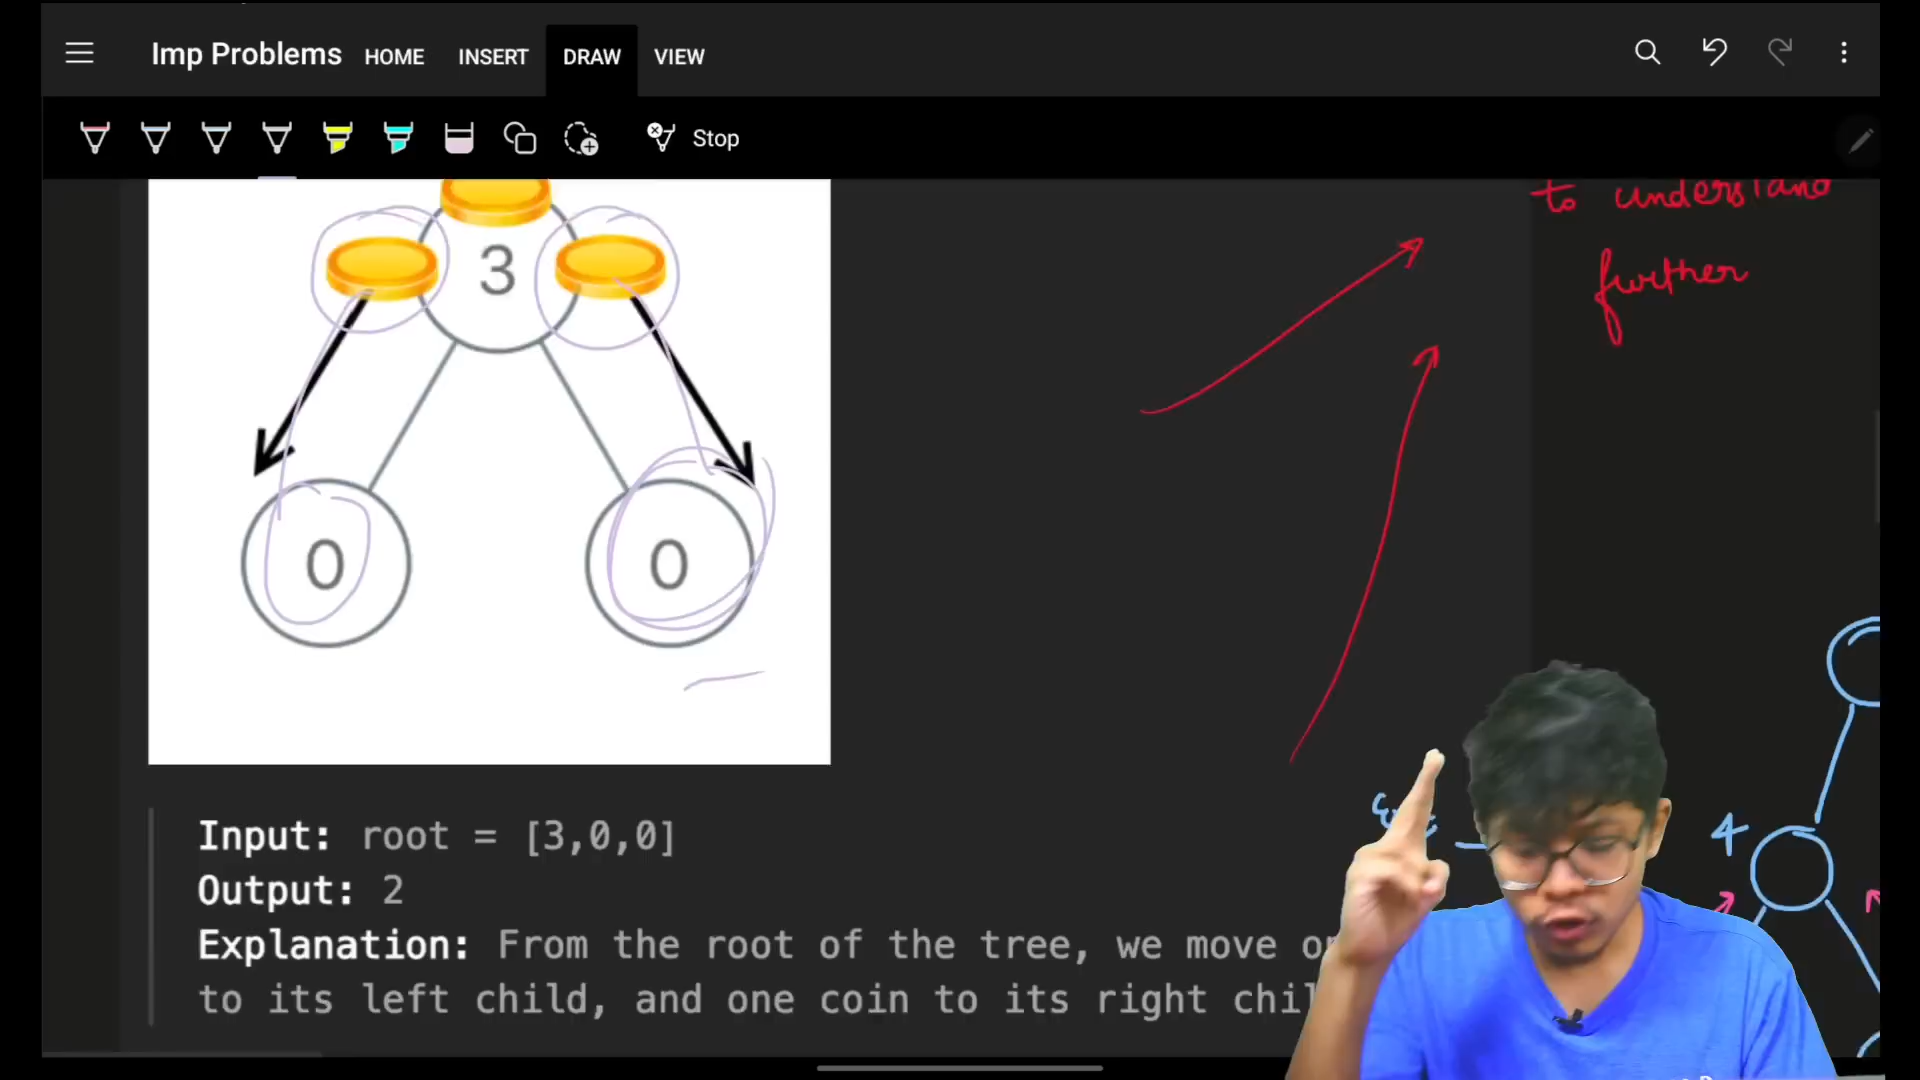 Imp Problems HOME INSERT DRAW VIEW
Stop
to understand
further
3
0 0
4
Input: root = [3,0,0]
Output: 2
Explanation: From the root of the tree, we move
to its left child, and one coin to its right